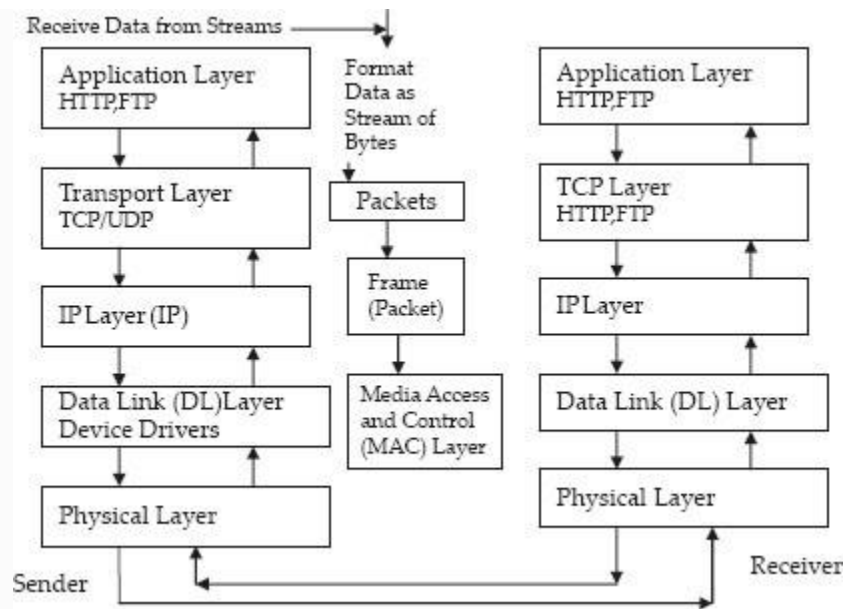 Receive Data from Streams
Application Layer
HTTP,FTP
Transport Layer
TCP/UDP
IP Layer (IP)
Data Link (DL)Layer
Device Drivers
Physical Layer
Sender
Format
Data as
Stream of
Bytes
Packets
Frame
(Packet)
Media Access
and Control
(MAC) Layer
Application Layer
HTTP,FTP
TCP Layer
HTTP,FTP
IP Layer
Data Link (DL) Layer
Physical Layer
Receiver